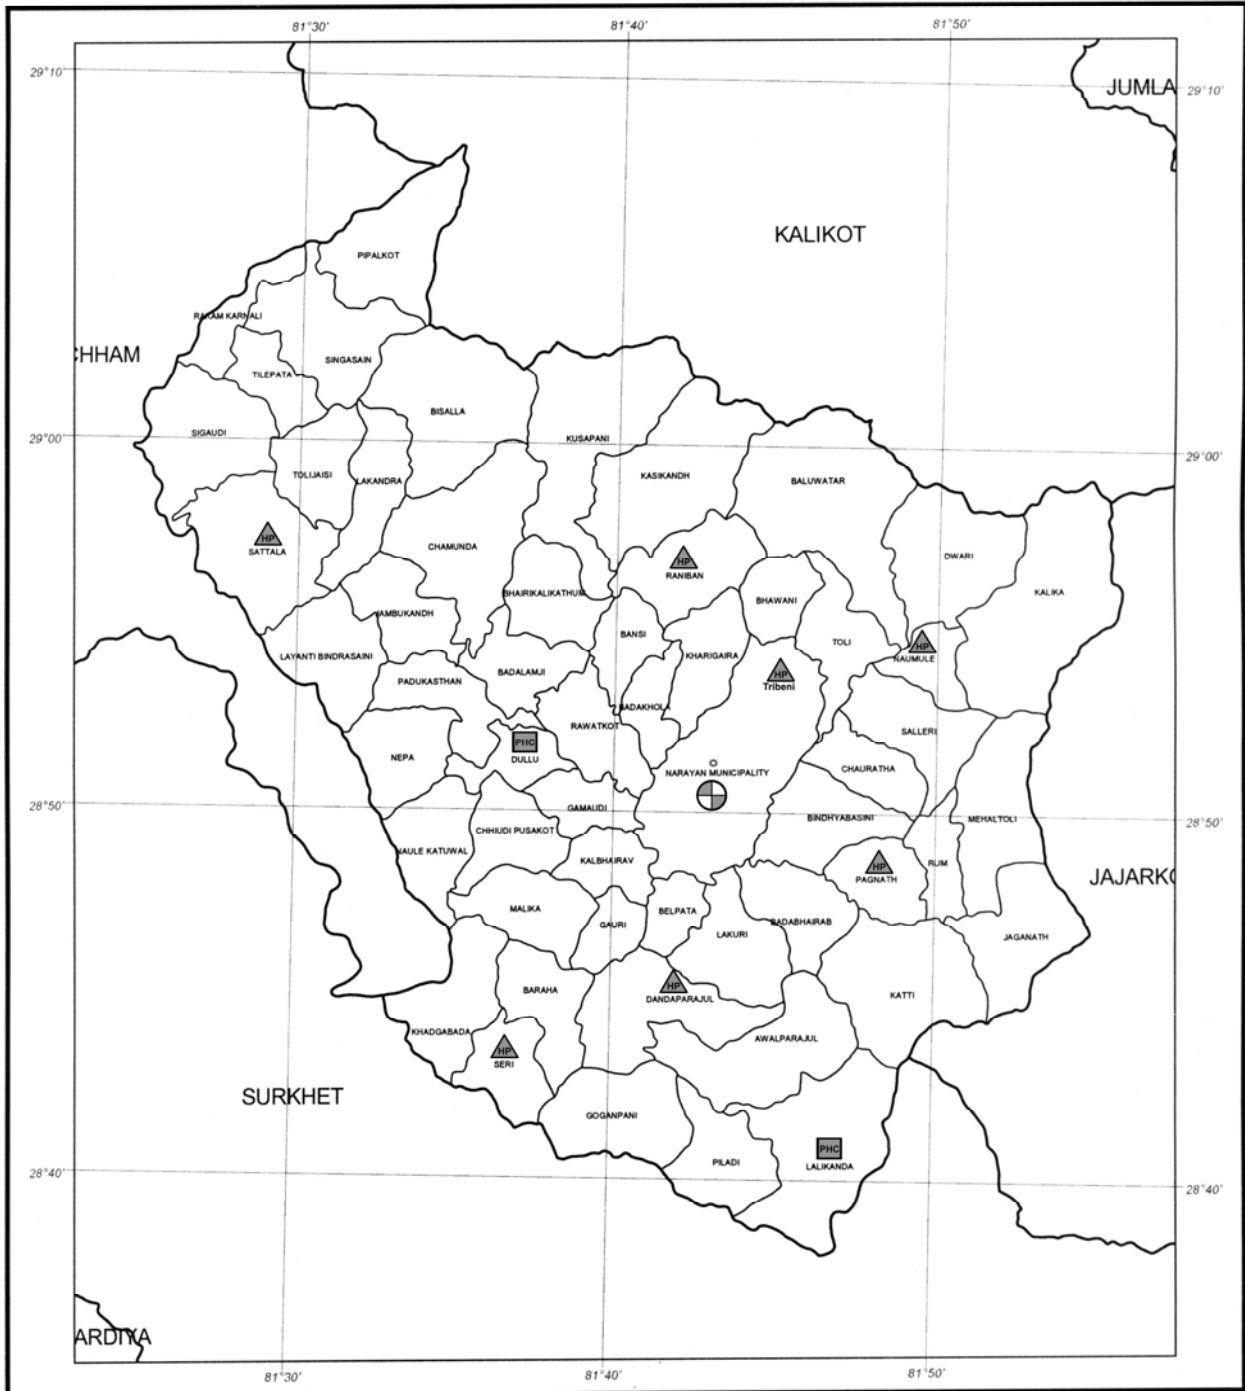 81°30'
81°40'
81°50'
29°10'
JUMLA
29°10'
KALIKOT
PIPALKOT
RAKAM KARNALI
CHHAM
SINGASAIN
TILEPATA
BISALLA
SIGAUDI
KUSAPANI
29°00'
29°00'
TOLIJAISI
LAKANDRA
KASIKANDH
BALUWATAR
HP
SATTALA
CHAMUNDA
HP
RANIBAN
DWARI
BHAIRIKALIKATHUM
BHAWANI
KALIKA
JAMBUKANDH
BANSI
TOLI
HP
NAUMULE
LAYANTI BINDRASAINI
KHARIGAIRA
BADALAMJI
HP
Tribeni
PADUKASTHAN
BADAKHOLA
RAWATKOT
SALLERI
PHC
DULLU
NEPA
CHAURATHA
NARAYAN MUNICIPALITY
28°50'
GAMAUDI
BINDHYABASINI
MEHALTOLI
28°50'
CHHIUDI PUSAKOT
NAULE KATUWAL
KALBHAIRAV
HP
PAGNATH
RIJM
JAJARKO
MALIKA
GAURI
BELPATA
LAKURI
BADABHAIRAB
JAGANATH
BARAHA
HP
DANDAPARAJUL
KATTI
KHADGABADA
AWALPARAJUL
HP
SERI
SURKHET
GOGANPANI
PHC
LALIKANDA
PILADI
28°40'
28°40'
ARDIYA
81°30'
81°40'
81°50'